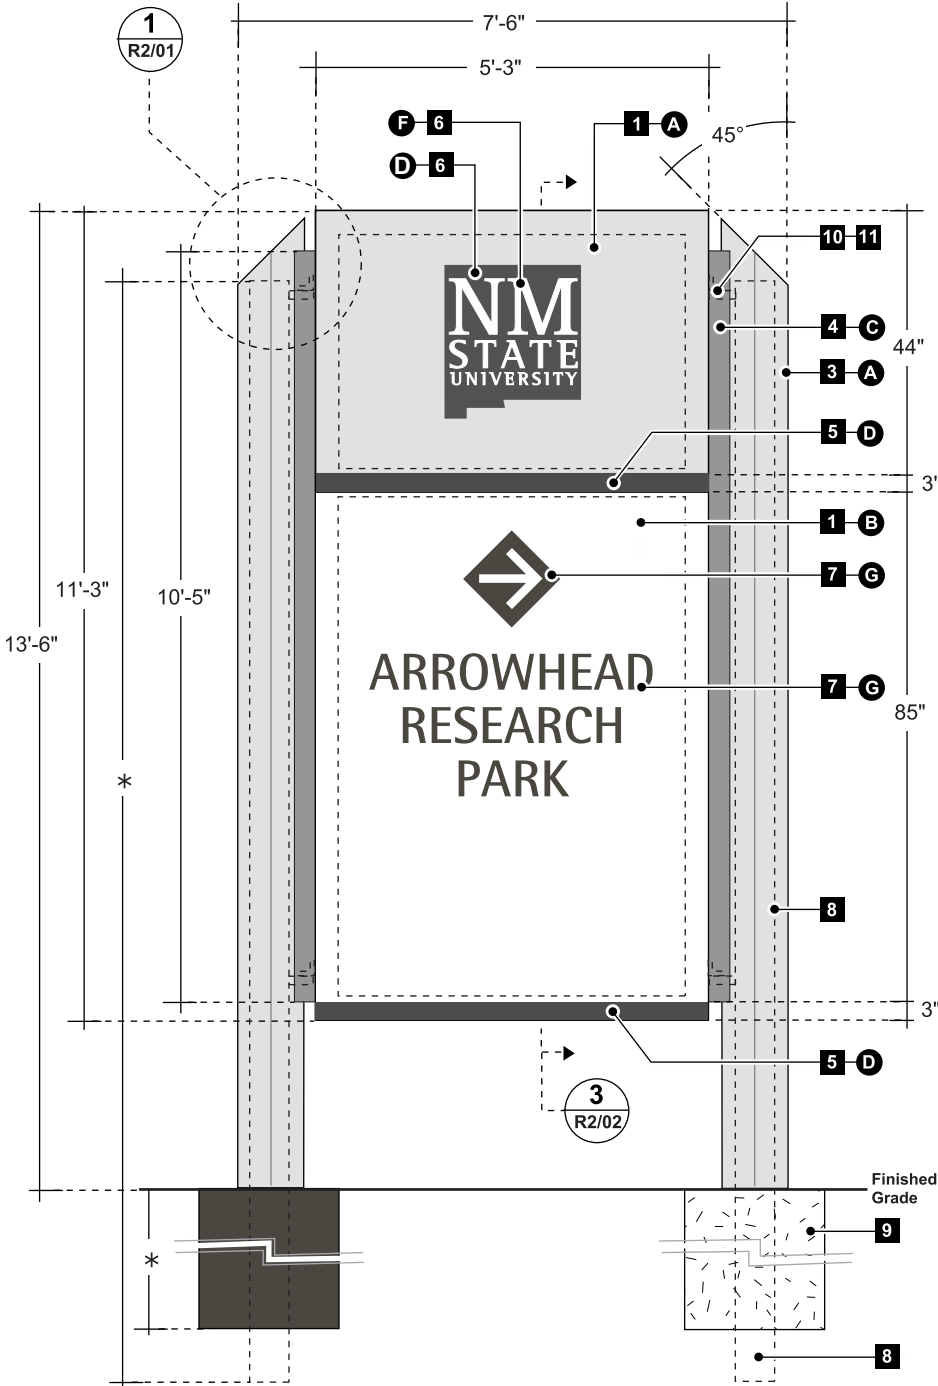 7'-6"
1
R2/01
5'-3"
F 6
1 A
45°
D 6
10 11
NM
STATE
UNIVERSITY
4 C
44"
3 A
5 D
3'
1 B
11'-3"
10'-5"
7 G
13'-6"
ARROWHEAD
RESEARCH
PARK
7 G
85"
*
8
3"
5 D
3
R2/02
Finished
Grade
9
*
8